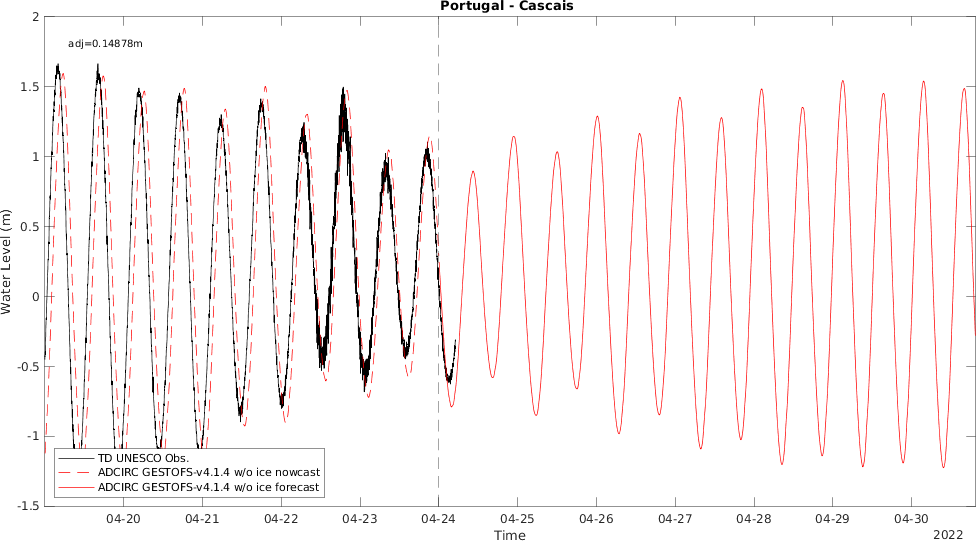 Portugal - Cascais
adj=0.14878m
2
1.5
1
0.5
0
-0.5
-1
-1.5
Water Level (m)
TD UNESCO Obs.
ADCIRC GESTOFS-v4.1.4 w/o ice nowcast
ADCIRC GESTOFS-v4.1.4 w/o ice forecast
04-20 04-21 04-22 04-23 04-24 04-25 04-26 04-27 04-28 04-29 04-30
Time
2022